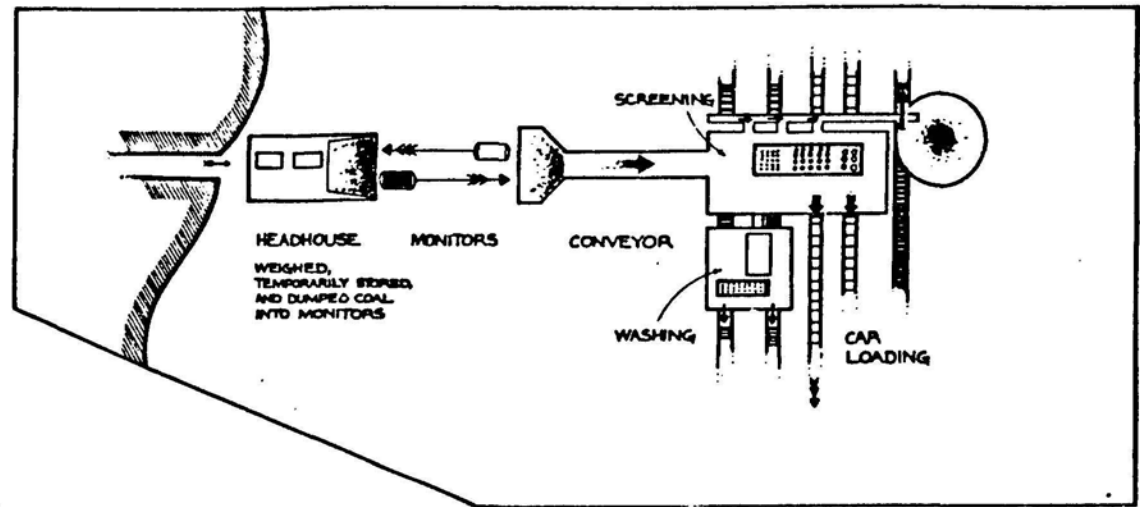 SCREENING
HEADHOUSE
WEIGHED,
TEMPORARILY STORED,
AND DUMPED COAL
INTO MONITORS
MONITORS
CONVEYOR
WASHING
CAR
LOADING